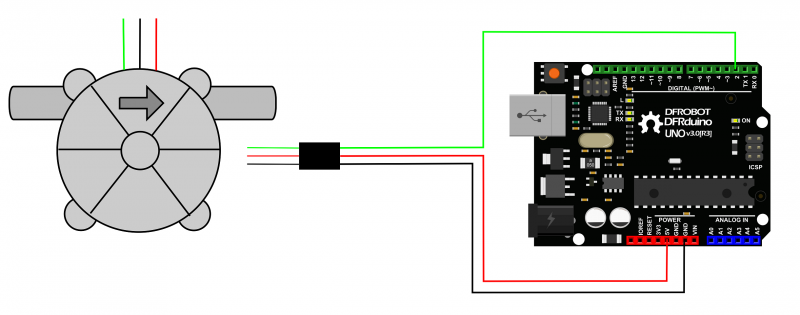 AREF
GND
13
12
~11
~10
~9
8
7
~6
~5
4
~3
2
TX 1
RX 0
DIGITAL (PWM~)
L
TX
RX
DFROBOT
DFRduino
UNO v3.0[R3]
ON
ICSP
POWER
ANALOG IN
IOREF
RESET
3V3
5V
GND
GND
VIN
A0
A1
A2
A3
A4
A5